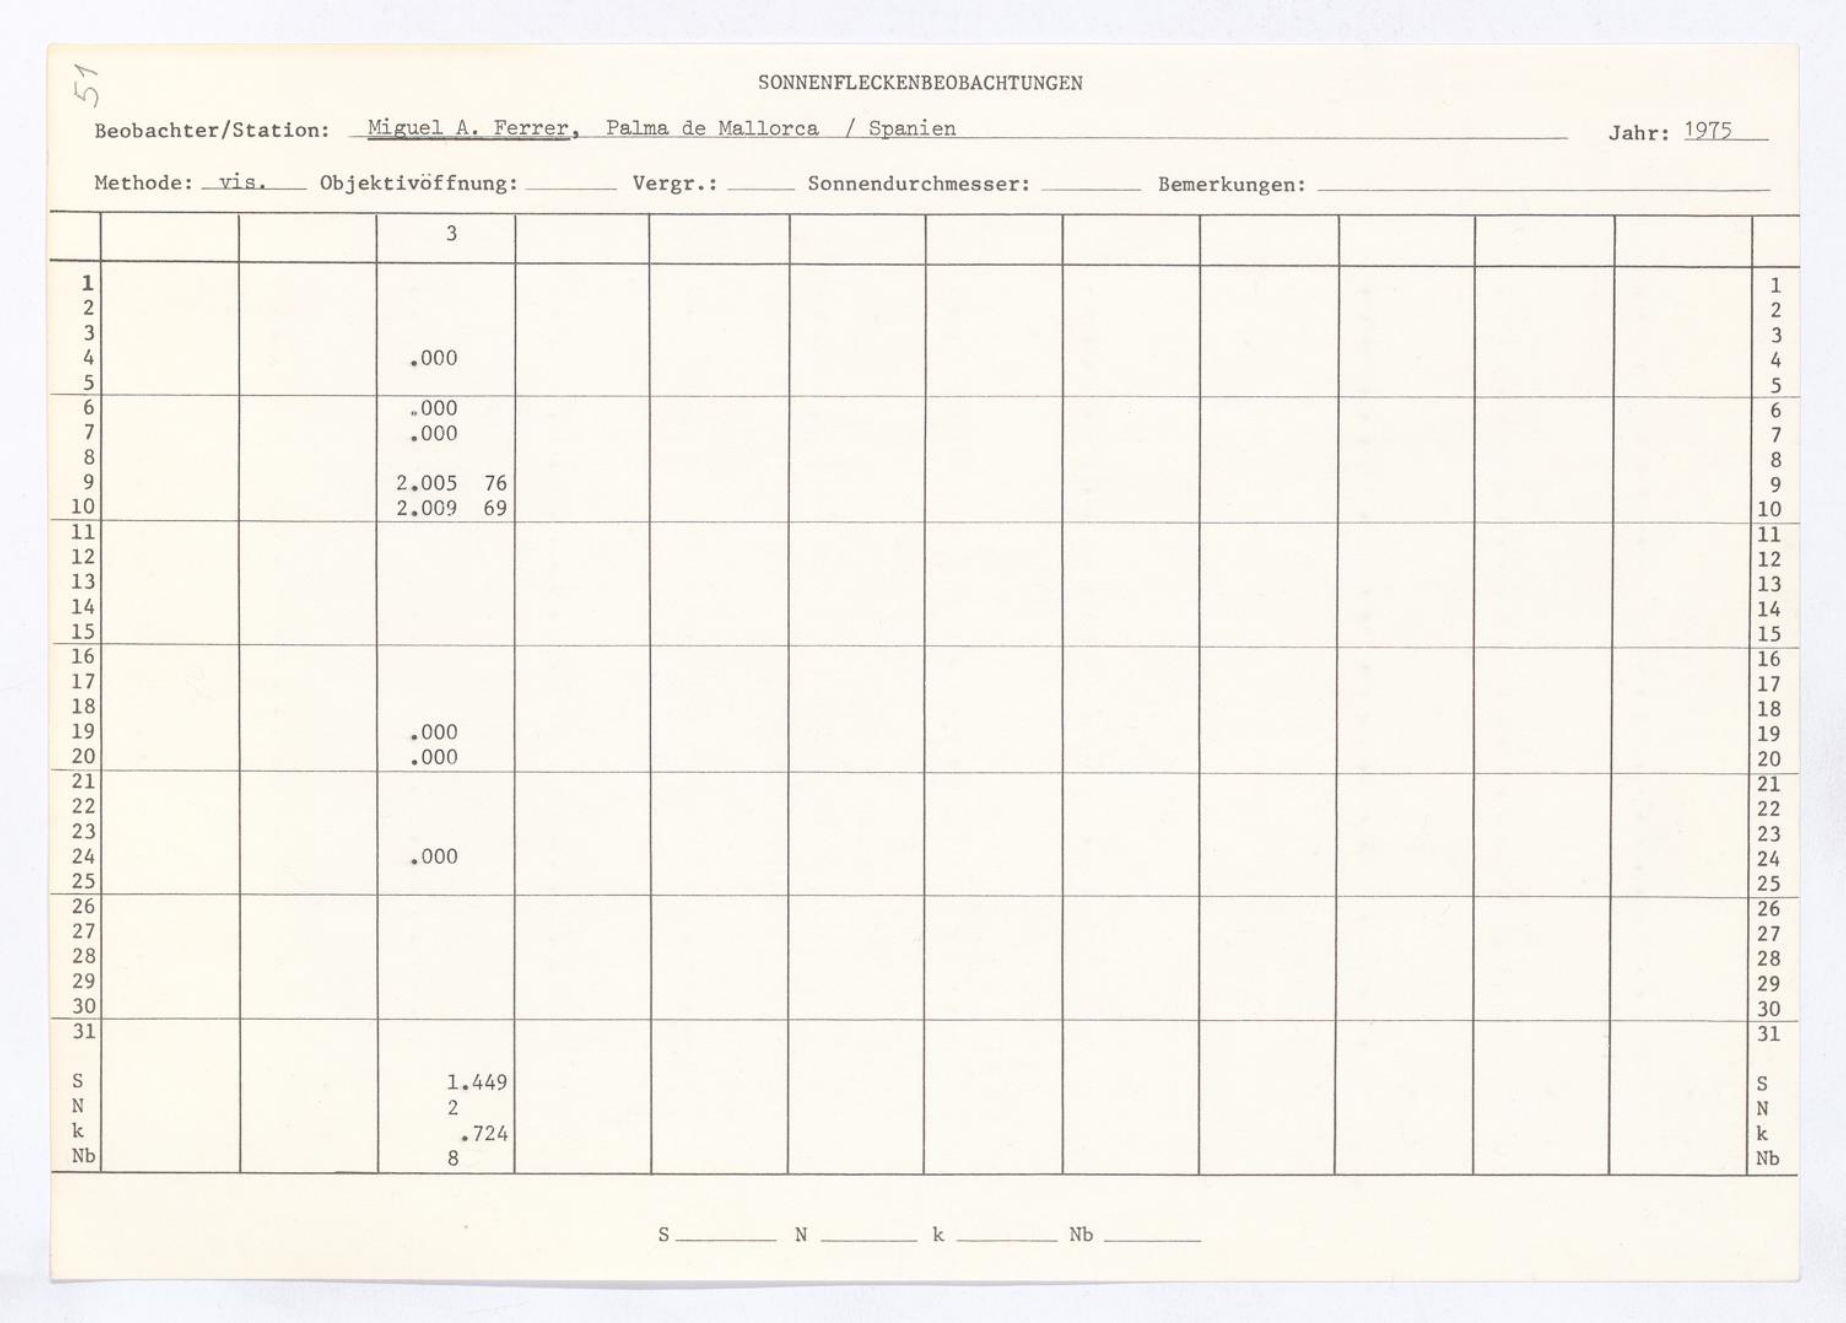 51
SONNENFLECKENBEOBACHTUNGEN
Beobachter/Station: Miguel A. Ferrer, Palma de Mallorca / Spanien Jahr: 1975
Methode: vis. Objektivöffnung: Vergr.: Sonnendurchmesser: Bemerkungen:
3
1 1
2 2
3 3
4 .000 4
5 5
6 .000 6
7 .000 7
8 8
9 2.005 76 9
10 2.009 69 10
11 11
12 12
13 13
14 14
15 15
16 16
17 17
18 18
19 .000 19
20 .000 20
21 21
22 22
23 23
24 .000 24
25 25
26 26
27 27
28 28
29 29
30 30
31 31
S 1.449 S
N 2 N
k .724 k
Nb 8 Nb
S N k Nb